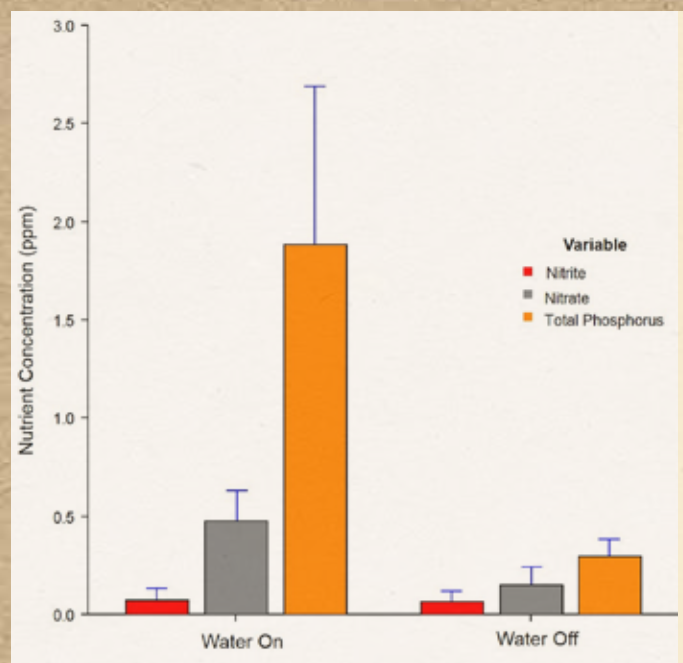 3.0
2.5
2.0
1.5
1.0
0.5
0.0
Nutrient Concentration (ppm)
Variable
Nitrite
Nitrate
Total Phosphorus
Water On
Water Off